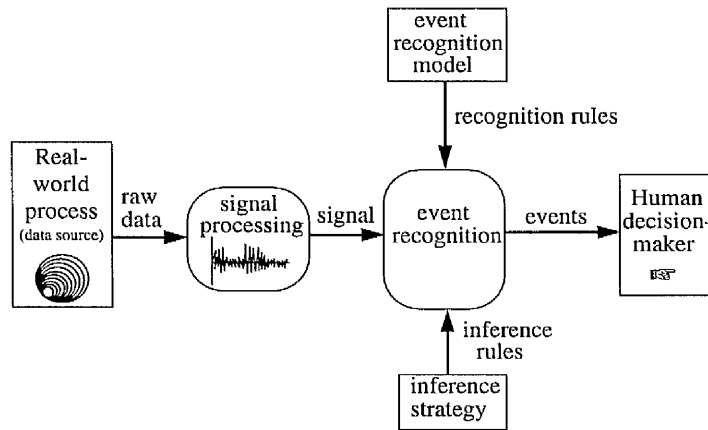 event
recognition
model
recognition rules
Real-
world
process
(data source)
raw
data
signal
processing
signal
event
recognition
events
Human
decision-
maker
inference
rules
inference
strategy